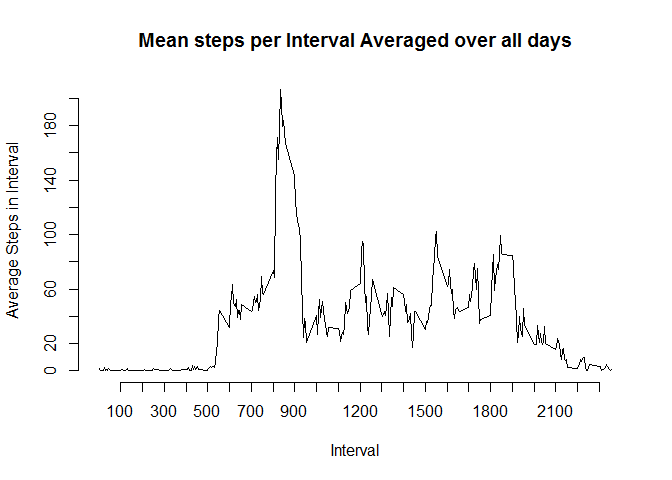 Mean steps per Interval Averaged over all days
Average Steps in Interval
180
140
100
60
20
0
100 300 500 700 900 1200 1500 1800 2100
Interval